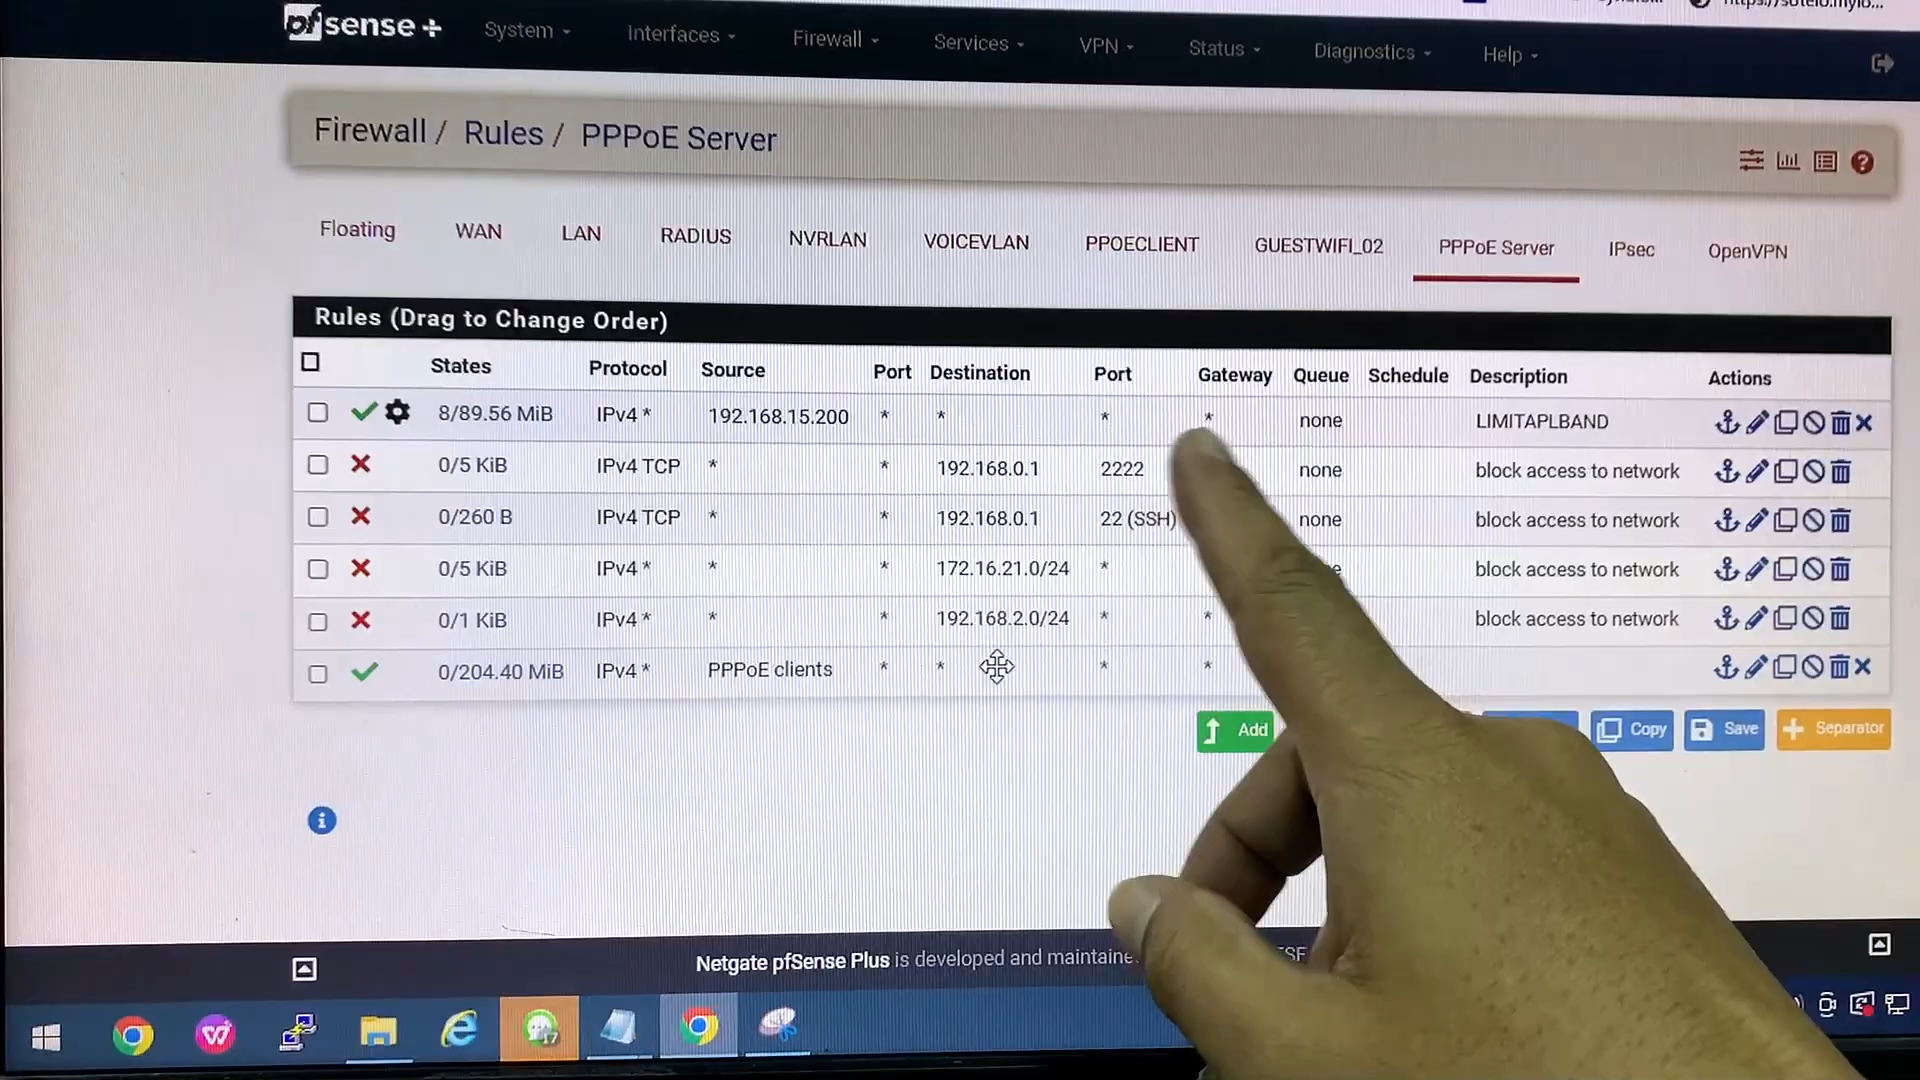 pfsense +
System
Interfaces
Firewall
Services
VPN
Status
Diagnostics
Help
Firewall / Rules / PPPoE Server
Floating
WAN
LAN
RADIUS
NVRLAN
VOICEVLAN
PPOECLIENT
GUESTWIFI_02
PPPoE Server
IPsec
OpenVPN
Rules (Drag to Change Order)
States Protocol Source Port Destination Port Gateway Queue Schedule Description Actions
8/89.56 MiB IPv4 * 192.168.15.200 * * * * none LIMITAPLBAND
0/5 KiB IPv4 TCP * * 192.168.0.1 2222 none block access to network
0/260 B IPv4 TCP * * 192.168.0.1 22 (SSH) none block access to network
0/5 KiB IPv4 * * * 172.16.21.0/24 * block access to network
0/1 KiB IPv4 * * * 192.168.2.0/24 * * block access to network
0/204.40 MiB IPv4 * PPPoE clients * * * *
Add
Copy
Save
Separator
Netgate pfSense Plus is developed and
17